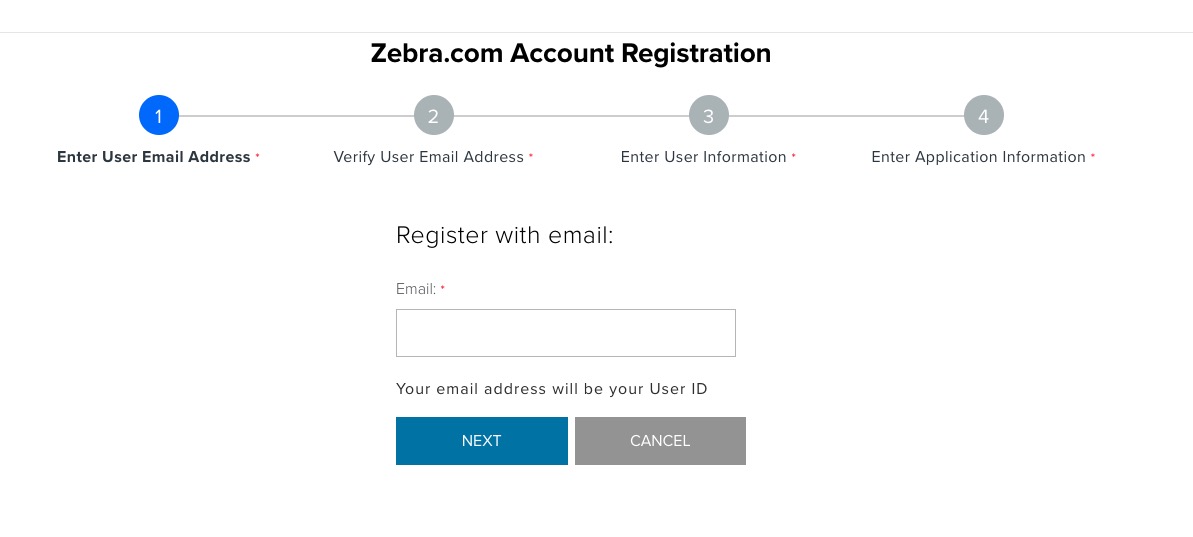 Zebra.com Account Registration
1 2 3 4
Enter User Email Address * Verify User Email Address * Enter User Information * Enter Application Information *
Register with email:
Email: *
Your email address will be your User ID
NEXT CANCEL